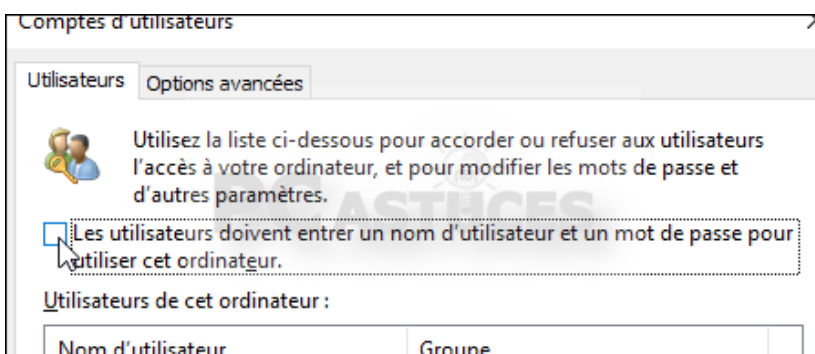 Comptes d'utilisateurs
Utilisateurs
Options avancées
Utilisez la liste ci-dessous pour accorder ou refuser aux utilisateurs
l'accès à votre ordinateur, et pour modifier les mots de passe et
d'autres paramètres.
PC ASTUCES
Les utilisateurs doivent entrer un nom d'utilisateur et un mot de passe pour
utiliser cet ordinateur.
Utilisateurs de cet ordinateur :
Nom d'utilisateur
Groupe